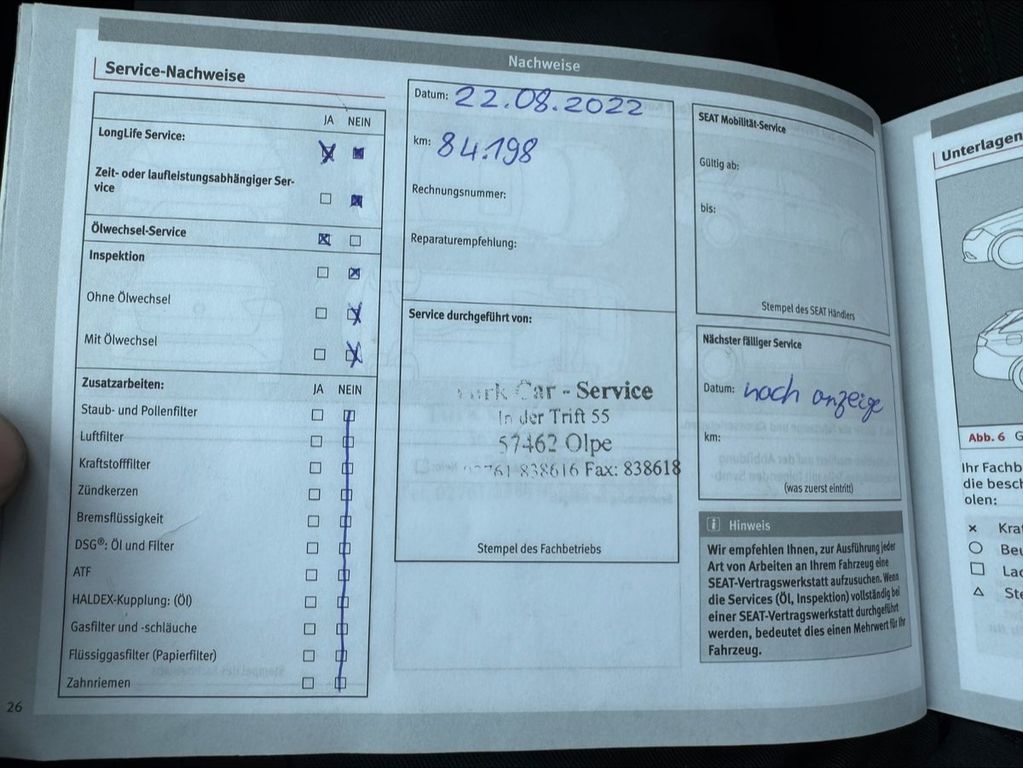 Nachweise
Service-Nachweise
JA NEIN
LongLife Service:
Zeit- oder laufleistungsabhängiger Ser-
vice
Ölwechsel-Service
Inspektion
Ohne Ölwechsel
Mit Ölwechsel
Zusatzarbeiten: JA NEIN
Staub- und Pollenfilter
Luftfilter
Kraftstofffilter
Zündkerzen
Bremsflüssigkeit
DSG®: Öl und Filter
ATF
HALDEX-Kupplung: (Öl)
Gasfilter und -schläuche
Flüssiggasfilter (Papierfilter)
Zahnriemen
26
Datum: 22.08.2022
km: 84.198
Rechnungsnummer:
Reparaturempfehlung:
Service durchgeführt von:
Car - Service
In der Trift 55
57462 Olpe
838616 Fax: 838618
Stempel des Fachbetriebs
SEAT Mobilität-Service
Gültig ab:
bis:
Stempel des SEAT Händlers
Nächster fälliger Service
Datum: noch anzeige
km:
(was zuerst eintritt)
Hinweis
Wir empfehlen Ihnen, zur Ausführung jeder
Art von Arbeiten an Ihrem Fahrzeug eine
SEAT-Vertragswerkstatt aufzusuchen. Wenn
die Services (Öl, Inspektion) vollständig bei
einer SEAT-Vertragswerkstatt durchgeführt
werden, bedeutet dies einen Mehrwert für Ihr
Fahrzeug.
Unterlagen
Abb. 6 G
Ihr Fachb
die besch
olen:
Kraf
Beu
Lac
Ste